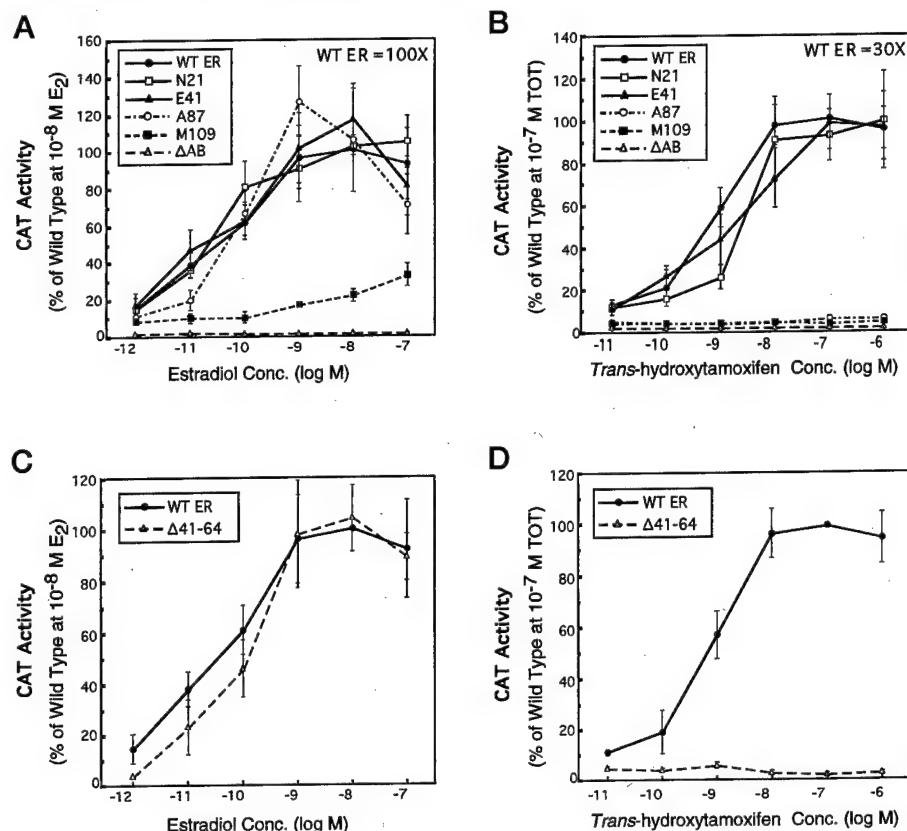 A
WT ER = 100X
WT ER
N21
E41
A87
M109
ΔAB
CAT Activity
(% of Wild Type at 10⁻⁸ M E₂)
160
140
120
100
80
60
40
20
0
-12
-11
-10
-9
-8
-7
Estradiol Conc. (log M)
B
WT ER = 30X
WT ER
N21
E41
A87
M109
ΔAB
CAT Activity
(% of Wild Type at 10⁻⁷ M TOT)
140
120
100
80
60
40
20
0
-11
-10
-9
-8
-7
-6
Trans-hydroxytamoxifen Conc. (log M)
C
WT ER
Δ41-64
CAT Activity
(% of Wild Type at 10⁻⁸ M E₂)
120
100
80
60
40
20
0
-12
-11
-10
-9
-8
-7
Estradiol Conc. (log M)
D
WT ER
Δ41-64
CAT Activity
(% of Wild Type at 10⁻⁷ M TOT)
120
100
80
60
40
20
0
-11
-10
-9
-8
-7
-6
Trans-hydroxytamoxifen Conc. (log M)